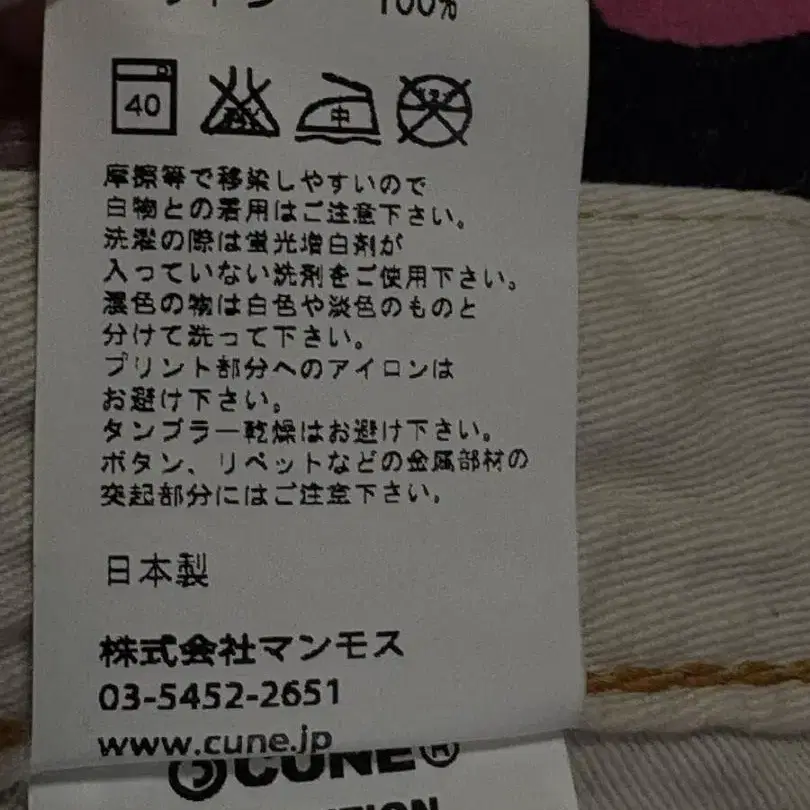 100%
40
中
摩擦等で移染しやすいので
白物との着用はご注意下さい。
洗濯の際は蛍光増白剤が
入っていない洗剤をご使用下さい。
濃色の物は白色や淡色のものと
分けて洗って下さい。
プリント部分へのアイロンは
お避け下さい。
タンブラー乾燥はお避け下さい。
ボタン、リベットなどの金属部材の
突起部分にはご注意下さい。
日本製
株式会社マンモス
03-5452-2651
www.cune.jp
CUNE®